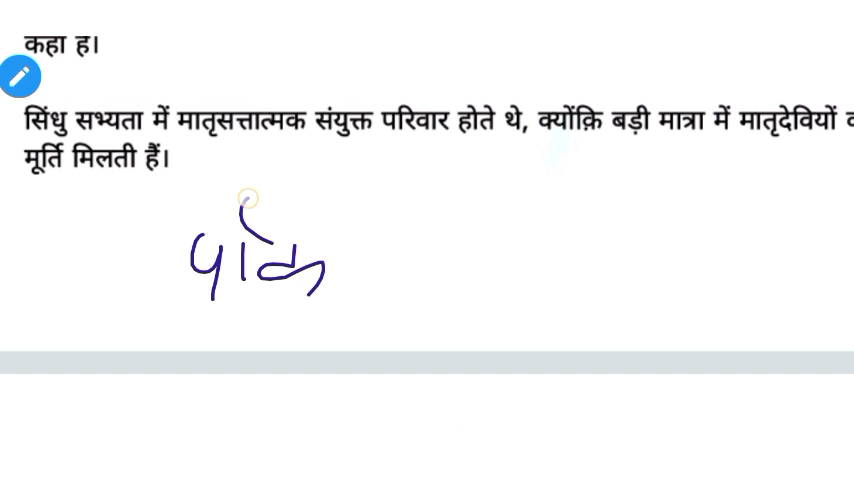 कहा ह।
सिंधु सभ्यता में मातृसत्तात्मक संयुक्त परिवार होते थे, क्योंक़ि बड़ी मात्रा में मातृदेवियों
मूर्ति मिलती हैं।